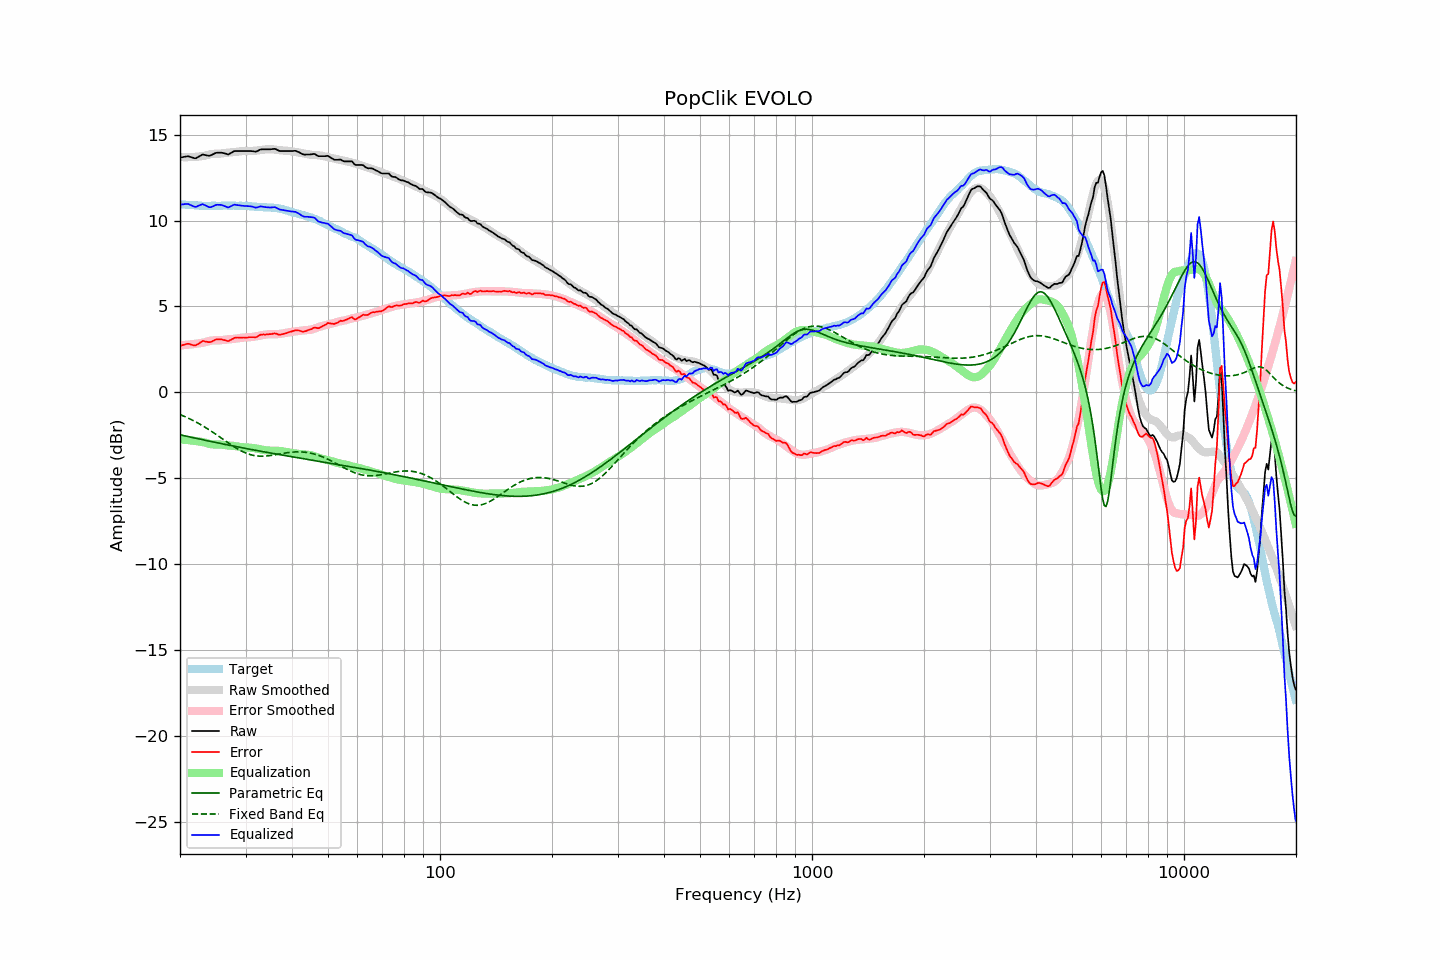 PopClik EVOLO
15
10
5
0
−5
−10
−15
−20
−25
Amplitude (dBr)
Target
Raw Smoothed
Error Smoothed
Raw
Error
Equalization
Parametric Eq
Fixed Band Eq
Equalized
100
1000
10000
Frequency (Hz)